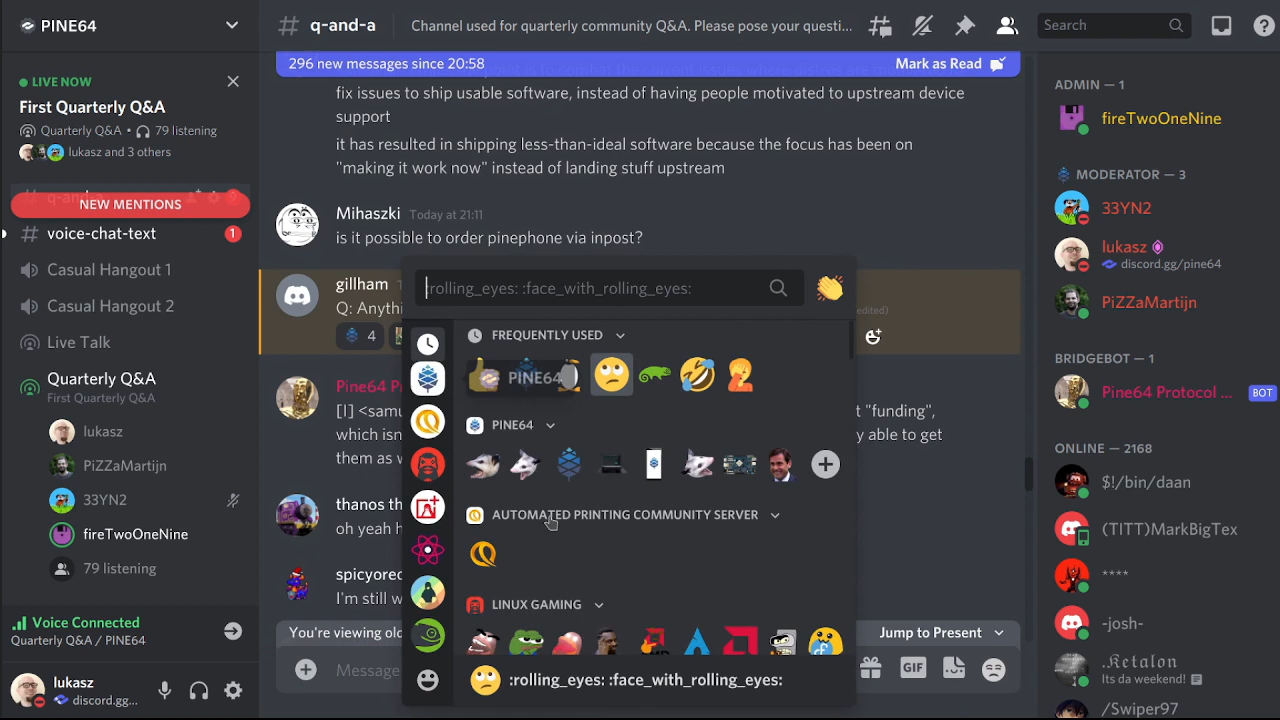 PINE64
LIVE NOW
First Quarterly Q&A
Quarterly Q&A • 79 listening
lukasz and 3 others
q-and-a
NEW MENTIONS
voice-chat-text 1
Casual Hangout 1
Casual Hangout 2
Live Talk
Quarterly Q&A
First Quarterly Q&A
lukasz
PiZZaMartijn
33YN2
fireTwoOneNine
79 listening
Voice Connected
Quarterly Q&A / PINE64
lukasz
discord.gg...
# q-and-a
Channel used for quarterly community Q&A. Please pose your questi...
Search
296 new messages since 20:58
Mark as Read
fix issues to ship usable software, instead of having people motivated to upstream device
support
it has resulted in shipping less-than-ideal software because the focus has been on
"making it work now" instead of landing stuff upstream
Mihaszki Today at 21:11
is it possible to order pinephone via inpost?
gillham
Q: Anythi
edited)
4
Pine64 Pr
[I] <samu
t "funding",
which isn
y able to get
them as w
thanos th
oh yeah h
spicyored
I'm still w
You're viewing old
Jump to Present
Message
GIF
:rolling_eyes: :face_with_rolling_eyes:
FREQUENTLY USED
PINE64
PINE64
AUTOMATED PRINTING COMMUNITY SERVER
LINUX GAMING
:rolling_eyes: :face_with_rolling_eyes:
ADMIN — 1
fireTwoOneNine
MODERATOR — 3
33YN2
lukasz
discord.gg/pine64
PiZZaMartijn
BRIDGEBOT — 1
Pine64 Protocol ... BOT
ONLINE — 2168
$!/bin/daan
(TITT)MarkBigTex
****
-josh-
.𝔎𝔢𝔱𝔞𝔩𝔬𝔫
Its da weekend!
/Swiper97